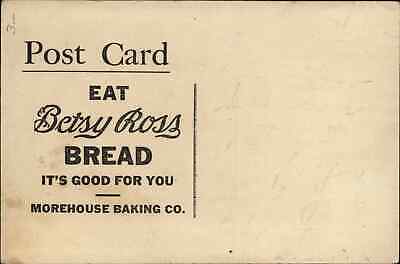 3-
Post Card
EAT
Betsy Ross
BREAD
IT'S GOOD FOR YOU
MOREHOUSE BAKING CO.